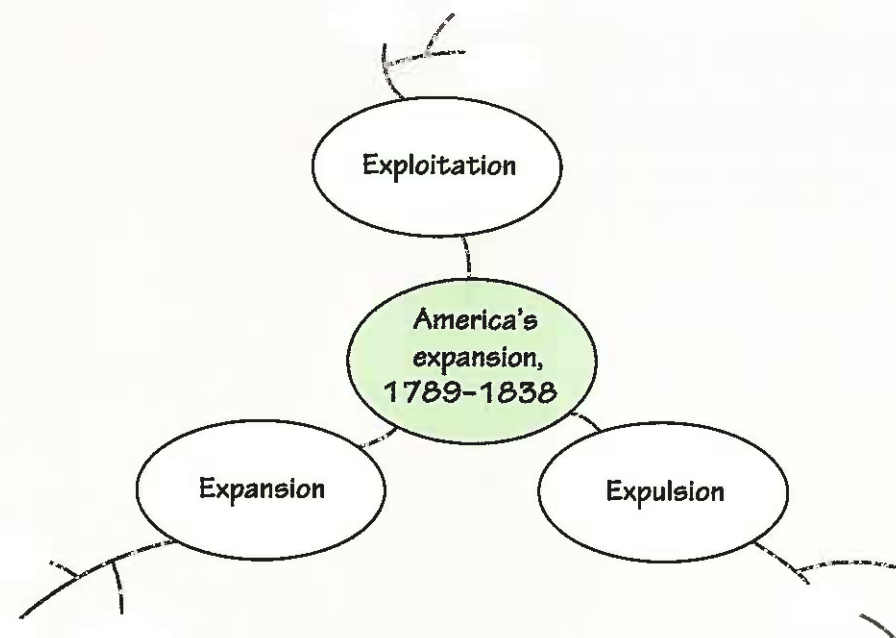 Exploitation
America's
expansion,
1789–1838
Expansion
Expulsion